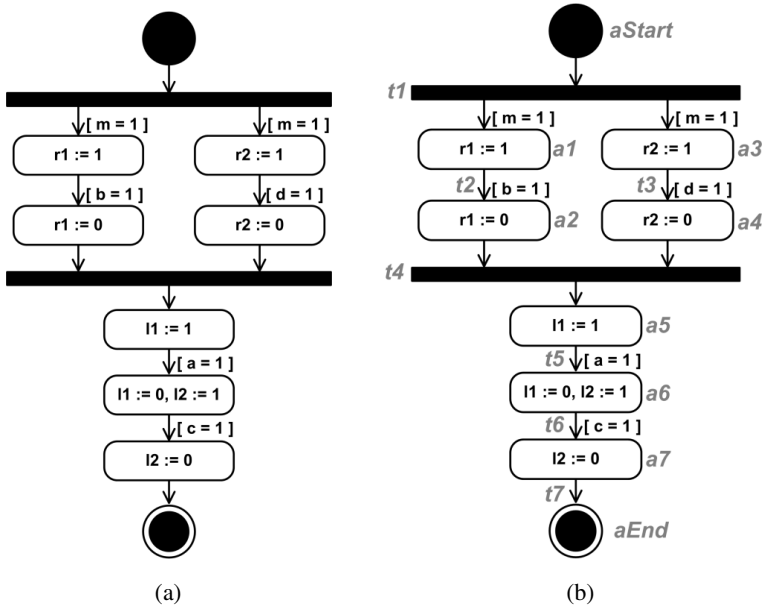 aStart
t1
[ m = 1 ] [ m = 1 ] [ m = 1 ] [ m = 1 ]
r1 := 1 r2 := 1 r1 := 1 a1 r2 := 1 a3
[ b = 1 ] [ d = 1 ] t2 [ b = 1 ] t3 [ d = 1 ]
r1 := 0 r2 := 0 r1 := 0 a2 r2 := 0 a4
t4
l1 := 1 l1 := 1 a5
[ a = 1 ] t5 [ a = 1 ]
l1 := 0, l2 := 1 l1 := 0, l2 := 1 a6
[ c = 1 ] t6 [ c = 1 ]
l2 := 0 l2 := 0 a7
t7
aEnd
(a) (b)